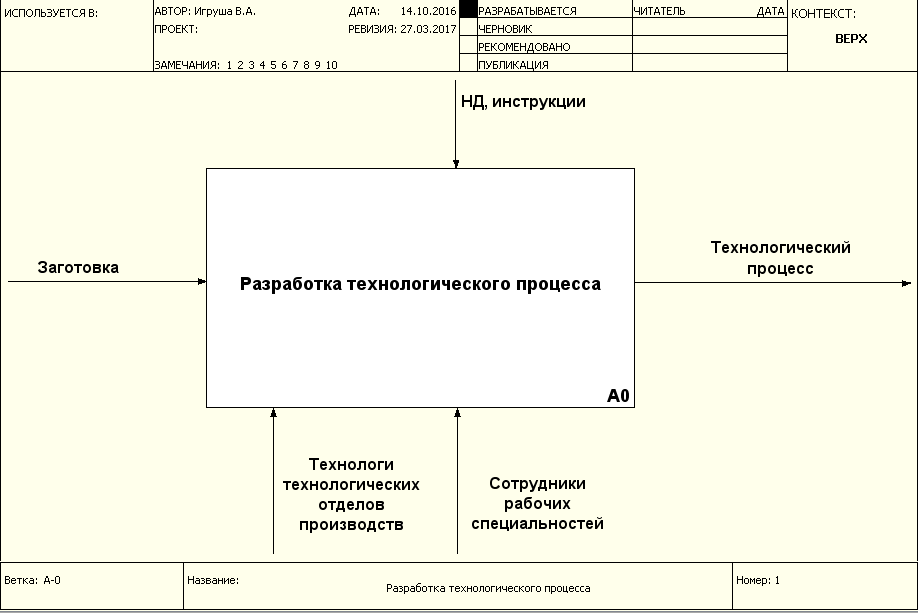 ИСПОЛЬЗУЕТСЯ В:
АВТОР: Игруша В.А.
ДАТА: 14.10.2016
ПРОЕКТ:
РЕВИЗИЯ: 27.03.2017
ЗАМЕЧАНИЯ: 1 2 3 4 5 6 7 8 9 10
РАЗРАБАТЫВАЕТСЯ
ЧЕРНОВИК
РЕКОМЕНДОВАНО
ПУБЛИКАЦИЯ
ЧИТАТЕЛЬ
ДАТА
КОНТЕКСТ:
ВЕРХ
НД, инструкции
Заготовка
Разработка технологического процесса
A0
Технологический
процесс
Технологи
технологических
отделов
производств
Сотрудники
рабочих
специальностей
Ветка: A-0
Название:
Разработка технологического процесса
Номер: 1